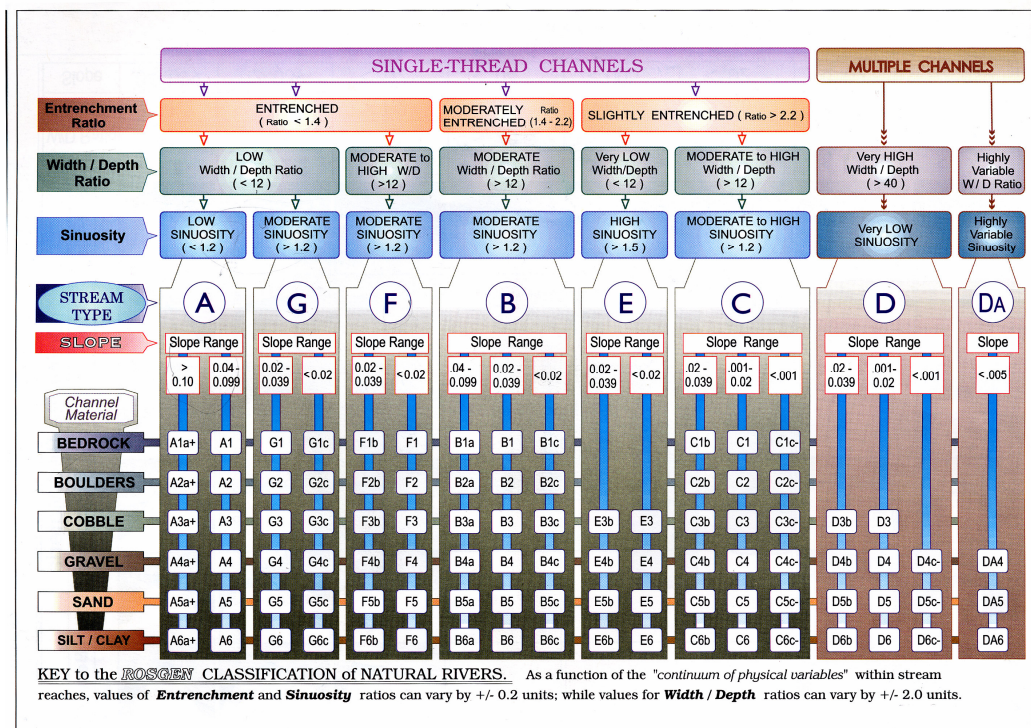 SINGLE-THREAD CHANNELS
MULTIPLE CHANNELS
Entrenchment
Ratio
ENTRENCHED
( Ratio < 1.4 )
MODERATELY Ratio
ENTRENCHED (1.4 - 2.2)
SLIGHTLY ENTRENCHED ( Ratio > 2.2 )
Width / Depth
Ratio
LOW
Width / Depth Ratio
( < 12 )
MODERATE to
HIGH W/D
( >12 )
MODERATE
Width / Depth Ratio
( > 12 )
Very LOW
Width/Depth
( < 12 )
MODERATE to HIGH
Width / Depth
( > 12 )
Very HIGH
Width / Depth
( > 40 )
Highly
Variable
W / D Ratio
Sinuosity
LOW
SINUOSITY
( < 1.2 )
MODERATE
SINUOSITY
( > 1.2 )
MODERATE
SINUOSITY
( > 1.2 )
MODERATE
SINUOSITY
( > 1.2 )
HIGH
SINUOSITY
( > 1.5 )
MODERATE to HIGH
SINUOSITY
( > 1.2 )
Very LOW
SINUOSITY
Highly
Variable
Sinuosity
STREAM
TYPE
A G F B E C D DA
SLOPE
Slope Range Slope Range Slope Range Slope Range Slope Range Slope Range Slope Range Slope
> 0.10 0.04 - 0.099 0.02 - 0.039 <0.02 0.02 - 0.039 <0.02 .04 - 0.099 0.02 - 0.039 <0.02 0.02 - 0.039 <0.02 .02 - 0.039 .001- 0.02 <.001 .02 - 0.039 .001- 0.02 <.001 <.005
Channel
Material
BEDROCK A1a+ A1 G1 G1c F1b F1 B1a B1 B1c C1b C1 C1c-
BOULDERS A2a+ A2 G2 G2c F2b F2 B2a B2 B2c C2b C2 C2c-
COBBLE A3a+ A3 G3 G3c F3b F3 B3a B3 B3c E3b E3 C3b C3 C3c- D3b D3
GRAVEL A4a+ A4 G4 G4c F4b F4 B4a B4 B4c E4b E4 C4b C4 C4c- D4b D4 D4c- DA4
SAND A5a+ A5 G5 G5c F5b F5 B5a B5 B5c E5b E5 C5b C5 C5c- D5b D5 D5c- DA5
SILT / CLAY A6a+ A6 G6 G6c F6b F6 B6a B6 B6c E6b E6 C6b C6 C6c- D6b D6 D6c- DA6
KEY to the ROSGEN CLASSIFICATION of NATURAL RIVERS. As a function of the "continuum of physical variables" within stream
reaches, values of Entrenchment and Sinuosity ratios can vary by +/- 0.2 units; while values for Width / Depth ratios can vary by +/- 2.0 units.